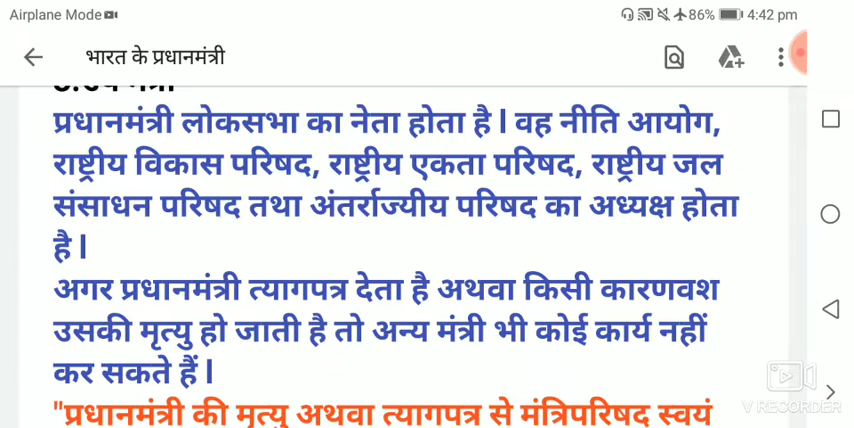 Airplane Mode 86% 4:42 pm
भारत के प्रधानमंत्री
प्रधानमंत्री लोकसभा का नेता होता है l वह नीति आयोग,
राष्ट्रीय विकास परिषद, राष्ट्रीय एकता परिषद, राष्ट्रीय जल
संसाधन परिषद तथा अंतर्राज्यीय परिषद का अध्यक्ष होता
है l
अगर प्रधानमंत्री त्यागपत्र देता है अथवा किसी कारणवश
उसकी मृत्यु हो जाती है तो अन्य मंत्री भी कोई कार्य नहीं
कर सकते हैं l
"प्रधानमंत्री की मृत्यु अथवा त्यागपत्र से मंत्रिपरिषद स्वयं
V RECORDER